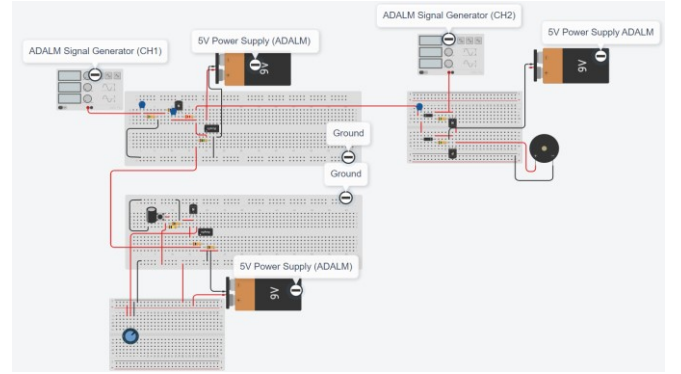 ADALM Signal Generator (CH2)
5V Power Supply (ADALM)
5V Power Supply ADALM
ADALM Signal Generator (CH1)
9V
9V
Ground
Ground
5V Power Supply (ADALM)
9V